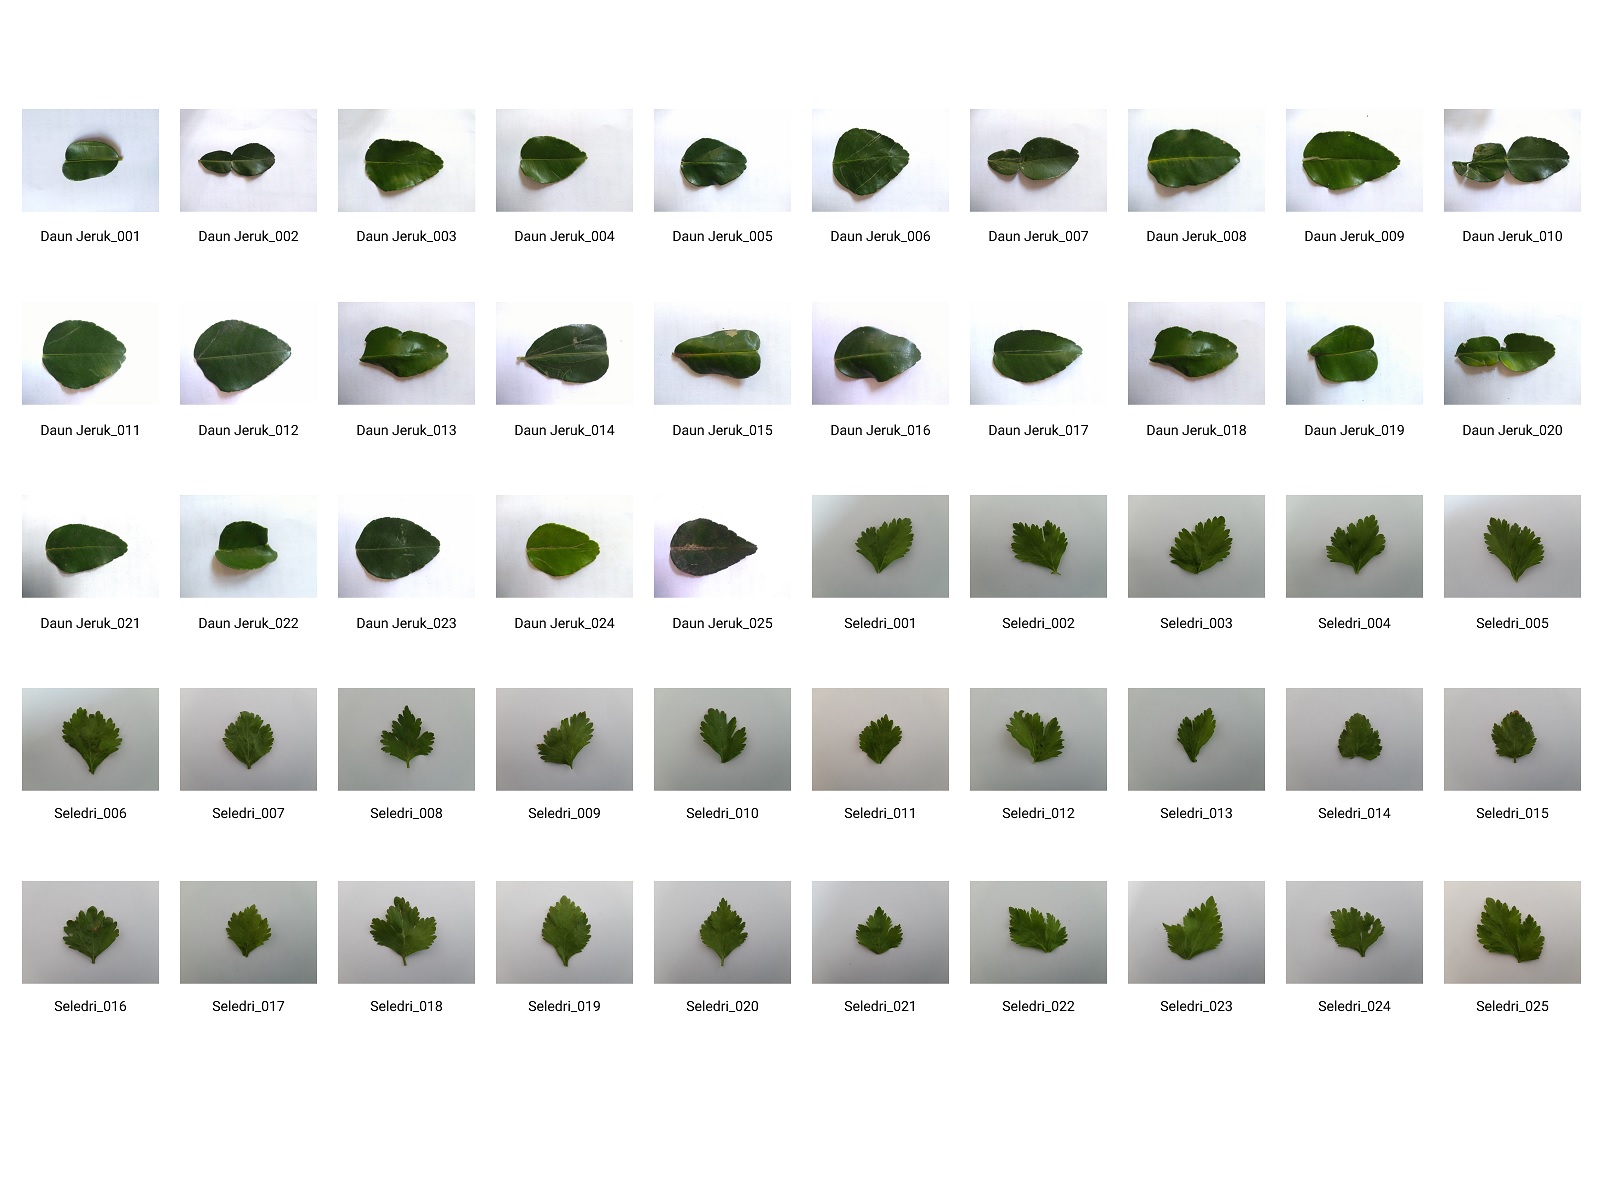 Daun Jeruk_001 Daun Jeruk_002 Daun Jeruk_003 Daun Jeruk_004 Daun Jeruk_005 Daun Jeruk_006 Daun Jeruk_007 Daun Jeruk_008 Daun Jeruk_009 Daun Jeruk_010
Daun Jeruk_011 Daun Jeruk_012 Daun Jeruk_013 Daun Jeruk_014 Daun Jeruk_015 Daun Jeruk_016 Daun Jeruk_017 Daun Jeruk_018 Daun Jeruk_019 Daun Jeruk_020
Daun Jeruk_021 Daun Jeruk_022 Daun Jeruk_023 Daun Jeruk_024 Daun Jeruk_025 Seledri_001 Seledri_002 Seledri_003 Seledri_004 Seledri_005
Seledri_006 Seledri_007 Seledri_008 Seledri_009 Seledri_010 Seledri_011 Seledri_012 Seledri_013 Seledri_014 Seledri_015
Seledri_016 Seledri_017 Seledri_018 Seledri_019 Seledri_020 Seledri_021 Seledri_022 Seledri_023 Seledri_024 Seledri_025